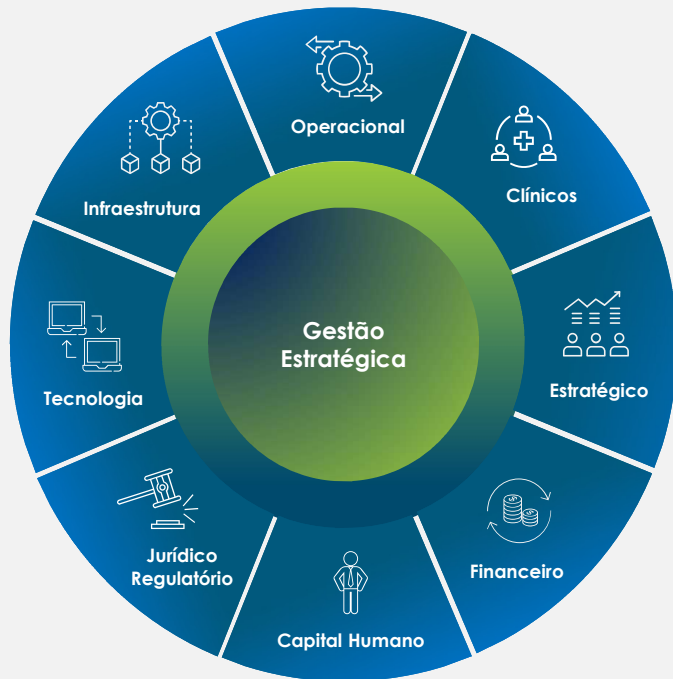 Operacional
Clínicos
Estratégico
Financeiro
Capital Humano
Jurídico
Regulatório
Tecnologia
Infraestrutura
Gestão
Estratégica